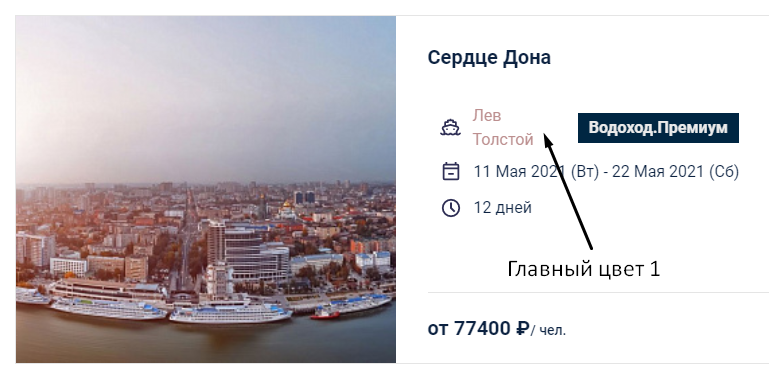 Сердце Дона
Лев
Толстой
Водоход.Премиум
11 Мая 2021 (Вт) - 22 Мая 2021 (Сб)
12 дней
Главный цвет 1
от 77400 ₽/ чел.